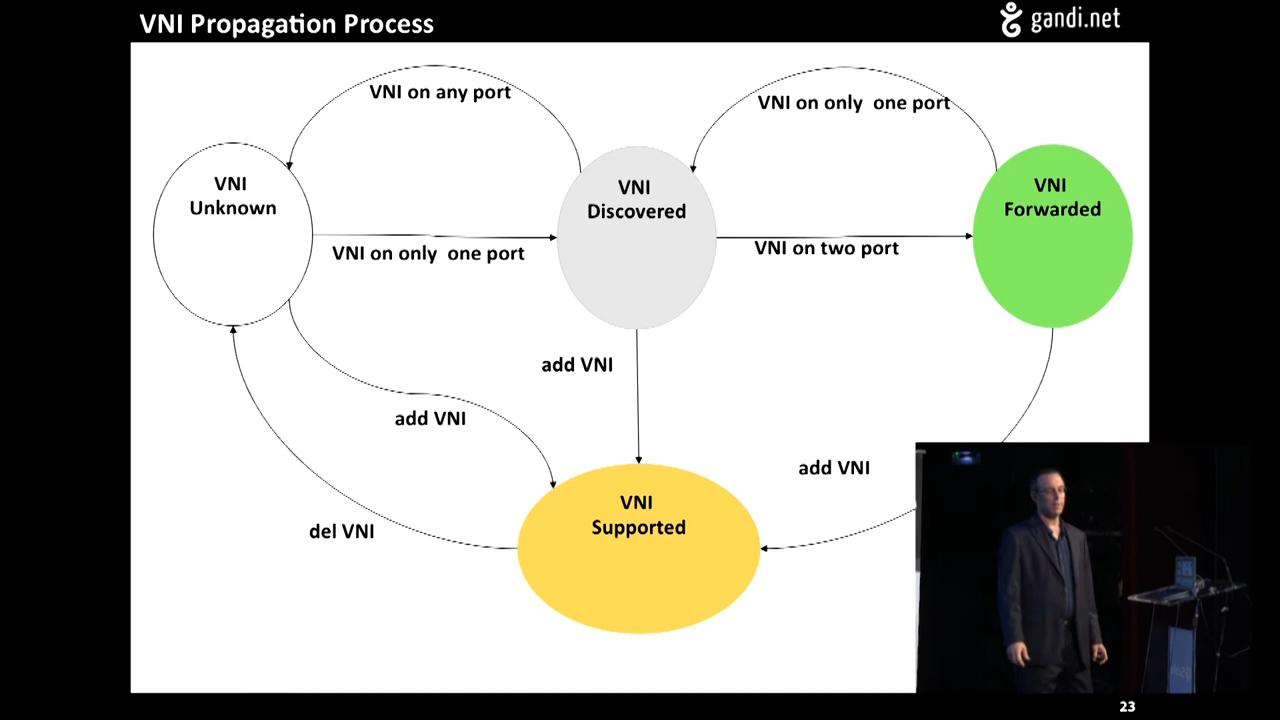 VNI Propagation Process
gandi.net
VNI on any port
VNI on only one port
VNI
Unknown
VNI
Discovered
VNI
Forwarded
VNI on only one port
VNI on two port
add VNI
add VNI
add VNI
VNI
Supported
del VNI
23